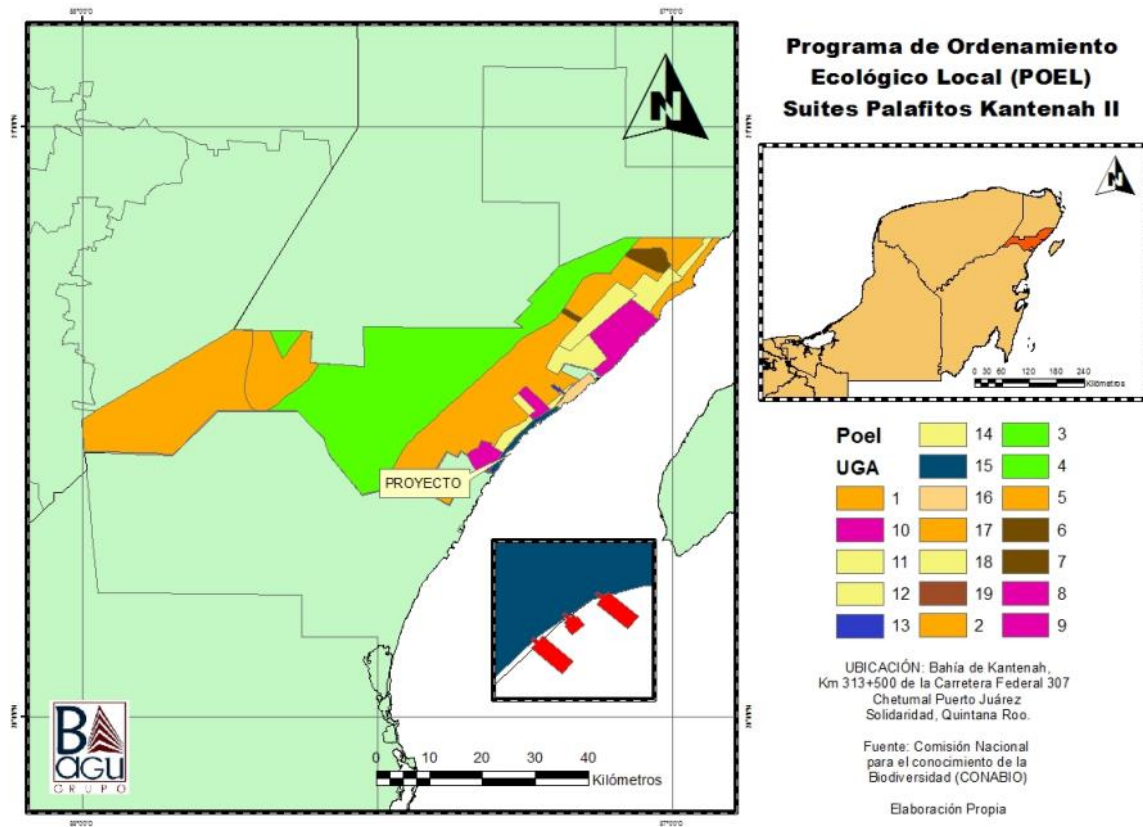 Programa de Ordenamiento
Ecológico Local (POEL)
Suites Palafitos Kantenah II
N
N
0 30 60 120 180 240
Kilómetros
PROYECTO
Poel
UGA
1
10
11
12
13
14
15
16
17
18
19
2
3
4
5
6
7
8
9
UBICACIÓN: Bahía de Kantenah,
Km 313+500 de la Carretera Federal 307
Chetumal Puerto Juárez
Solidaridad, Quintana Roo.
Fuente: Comisión Nacional
para el conocimiento de la
Biodiversidad (CONABIO)
Elaboración Propia
BAGU
GRUPO
0 5 10 20 30 40
Kilómetros